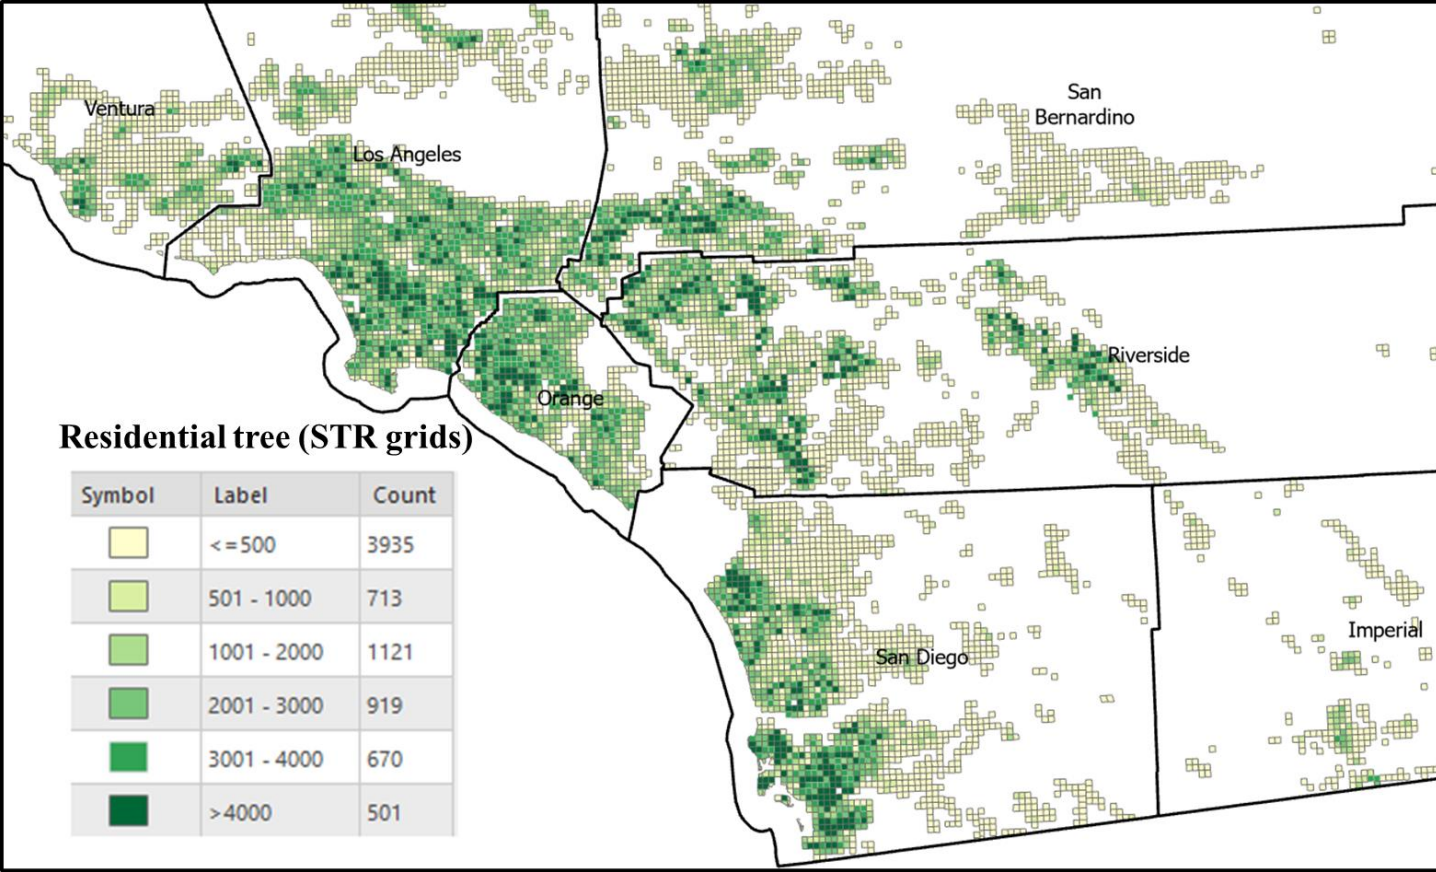 San
Bernardino
Ventura
Los Angeles
Riverside
Orange
Residential tree (STR grids)
Symbol Label Count
<=500 3935
501 - 1000 713
1001 - 2000 1121
2001 - 3000 919
3001 - 4000 670
>4000 501
Imperial
San Diego